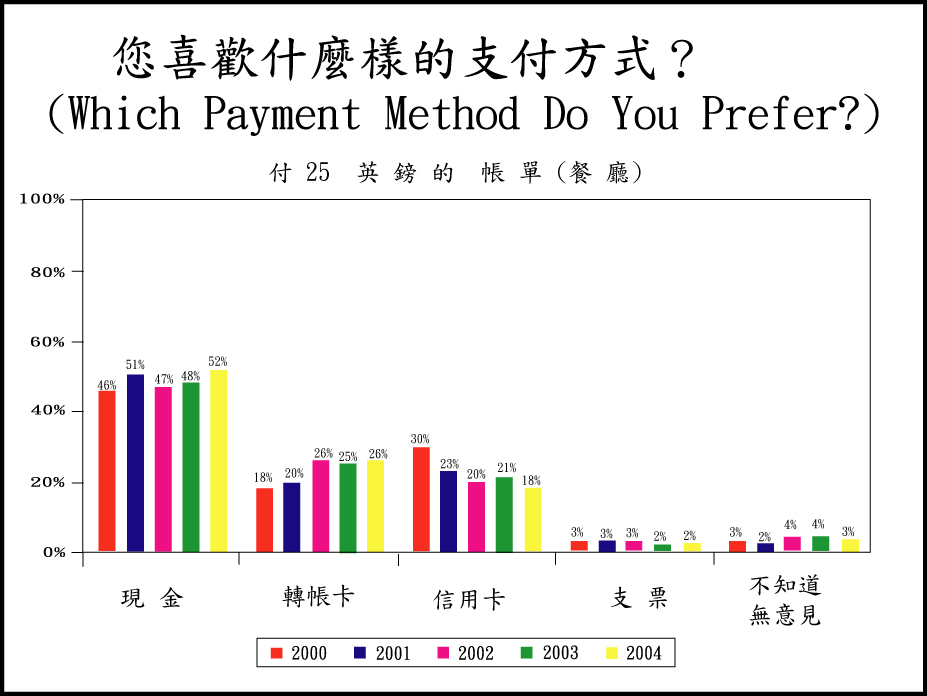 您喜歡什麼樣的支付方式？
(Which Payment Method Do You Prefer?)
付 25 英鎊的 帳單(餐廳)
100%
80%
60%
40%
20%
0%
46% 51% 47% 48% 52%
18% 20% 26% 25% 26%
30% 23% 20% 21% 18%
3% 3% 3% 2% 2%
3% 2% 4% 4% 3%
現金 轉帳卡 信用卡 支票 不知道
無意見
2000 2001 2002 2003 2004